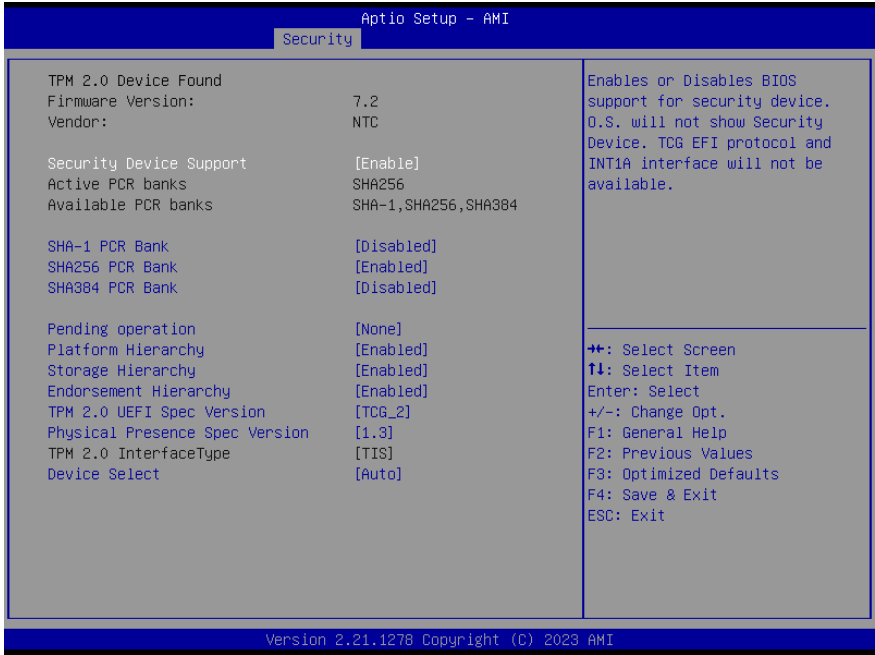 Aptio Setup – AMI
Security
TPM 2.0 Device Found
Firmware Version: 7.2
Vendor: NTC
Security Device Support [Enable]
Active PCR banks SHA256
Available PCR banks SHA-1,SHA256,SHA384
SHA-1 PCR Bank [Disabled]
SHA256 PCR Bank [Enabled]
SHA384 PCR Bank [Disabled]
Pending operation [None]
Platform Hierarchy [Enabled]
Storage Hierarchy [Enabled]
Endorsement Hierarchy [Enabled]
TPM 2.0 UEFI Spec Version [TCG_2]
Physical Presence Spec Version [1.3]
TPM 2.0 InterfaceType [TIS]
Device Select [Auto]
Enables or Disables BIOS
support for security device.
O.S. will not show Security
Device. TCG EFI protocol and
INT1A interface will not be
available.
→←: Select Screen
↑↓: Select Item
Enter: Select
+/-: Change Opt.
F1: General Help
F2: Previous Values
F3: Optimized Defaults
F4: Save & Exit
ESC: Exit
Version 2.21.1278 Copyright (C) 2023 AMI